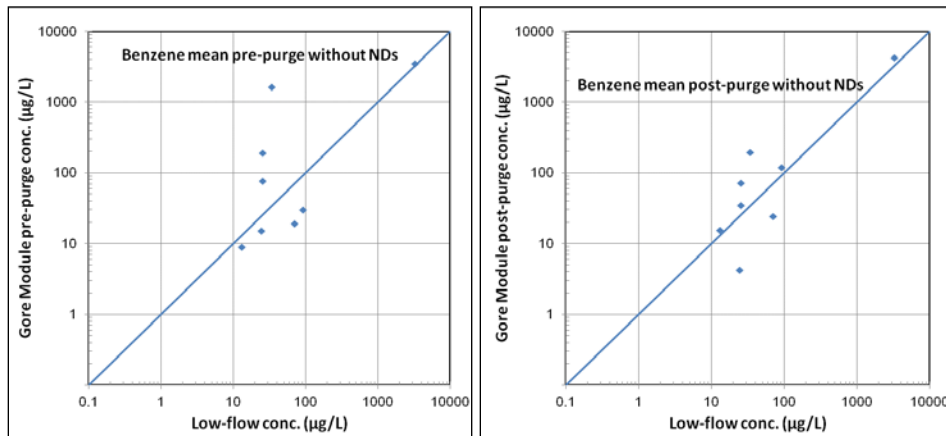 Benzene mean pre-purge without NDs
Gore Module pre-purge conc. (µg/L)
10000
1000
100
10
1
0.1 1 10 100 1000 10000
Low-flow conc. (µg/L)
Benzene mean post-purge without NDs
Gore Module post-purge conc. (µg/L)
10000
1000
100
10
1
0.1 1 10 100 1000 10000
Low-flow conc. (µg/L)